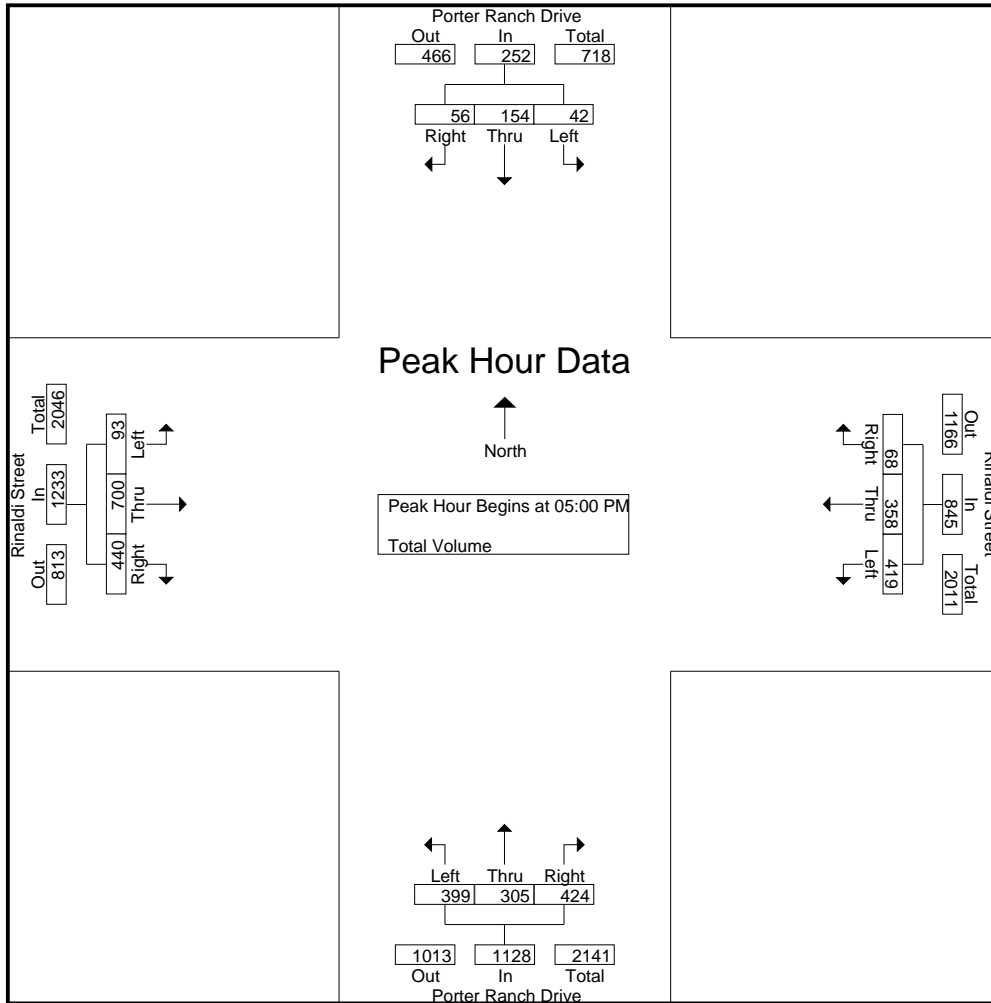 Porter Ranch Drive
Out In Total
466 252 718
56 154 42
Right Thru Left
Peak Hour Data
North
Peak Hour Begins at 05:00 PM
Total Volume
Rinaldi Street
Total In Out
2046 1233 813
93 700 440
Left Thru Right
Rinaldi Street
Out In Total
1166 845 2011
68 358 419
Right Thru Left
Left Thru Right
399 305 424
1013 1128 2141
Out In Total
Porter Ranch Drive